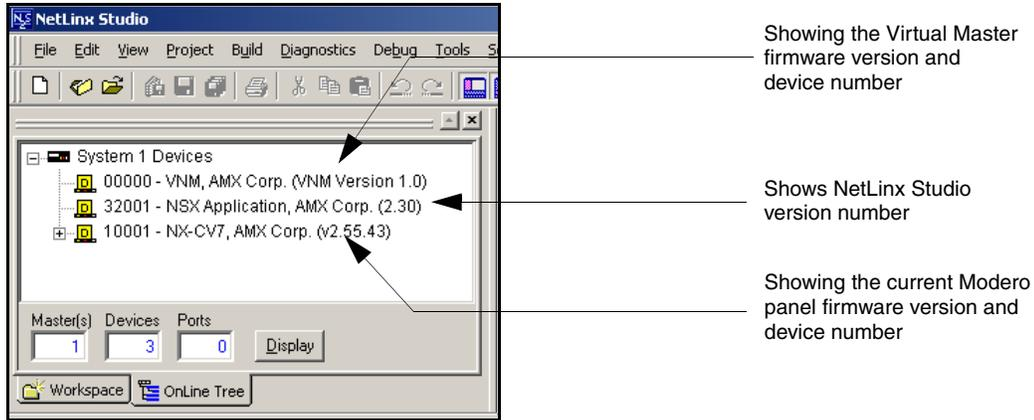 NetLinx Studio
File Edit View Project Build Diagnostics Debug Tools
System 1 Devices
00000 - VNM, AMX Corp. (VNM Version 1.0)
32001 - NSX Application, AMX Corp. (2.30)
10001 - NX-CV7, AMX Corp. (v2.55.43)
Master(s) Devices Ports
1 3 0 Display
Workspace OnLine Tree
Showing the Virtual Master
firmware version and
device number
Shows NetLinx Studio
version number
Showing the current Modero
panel firmware version and
device number